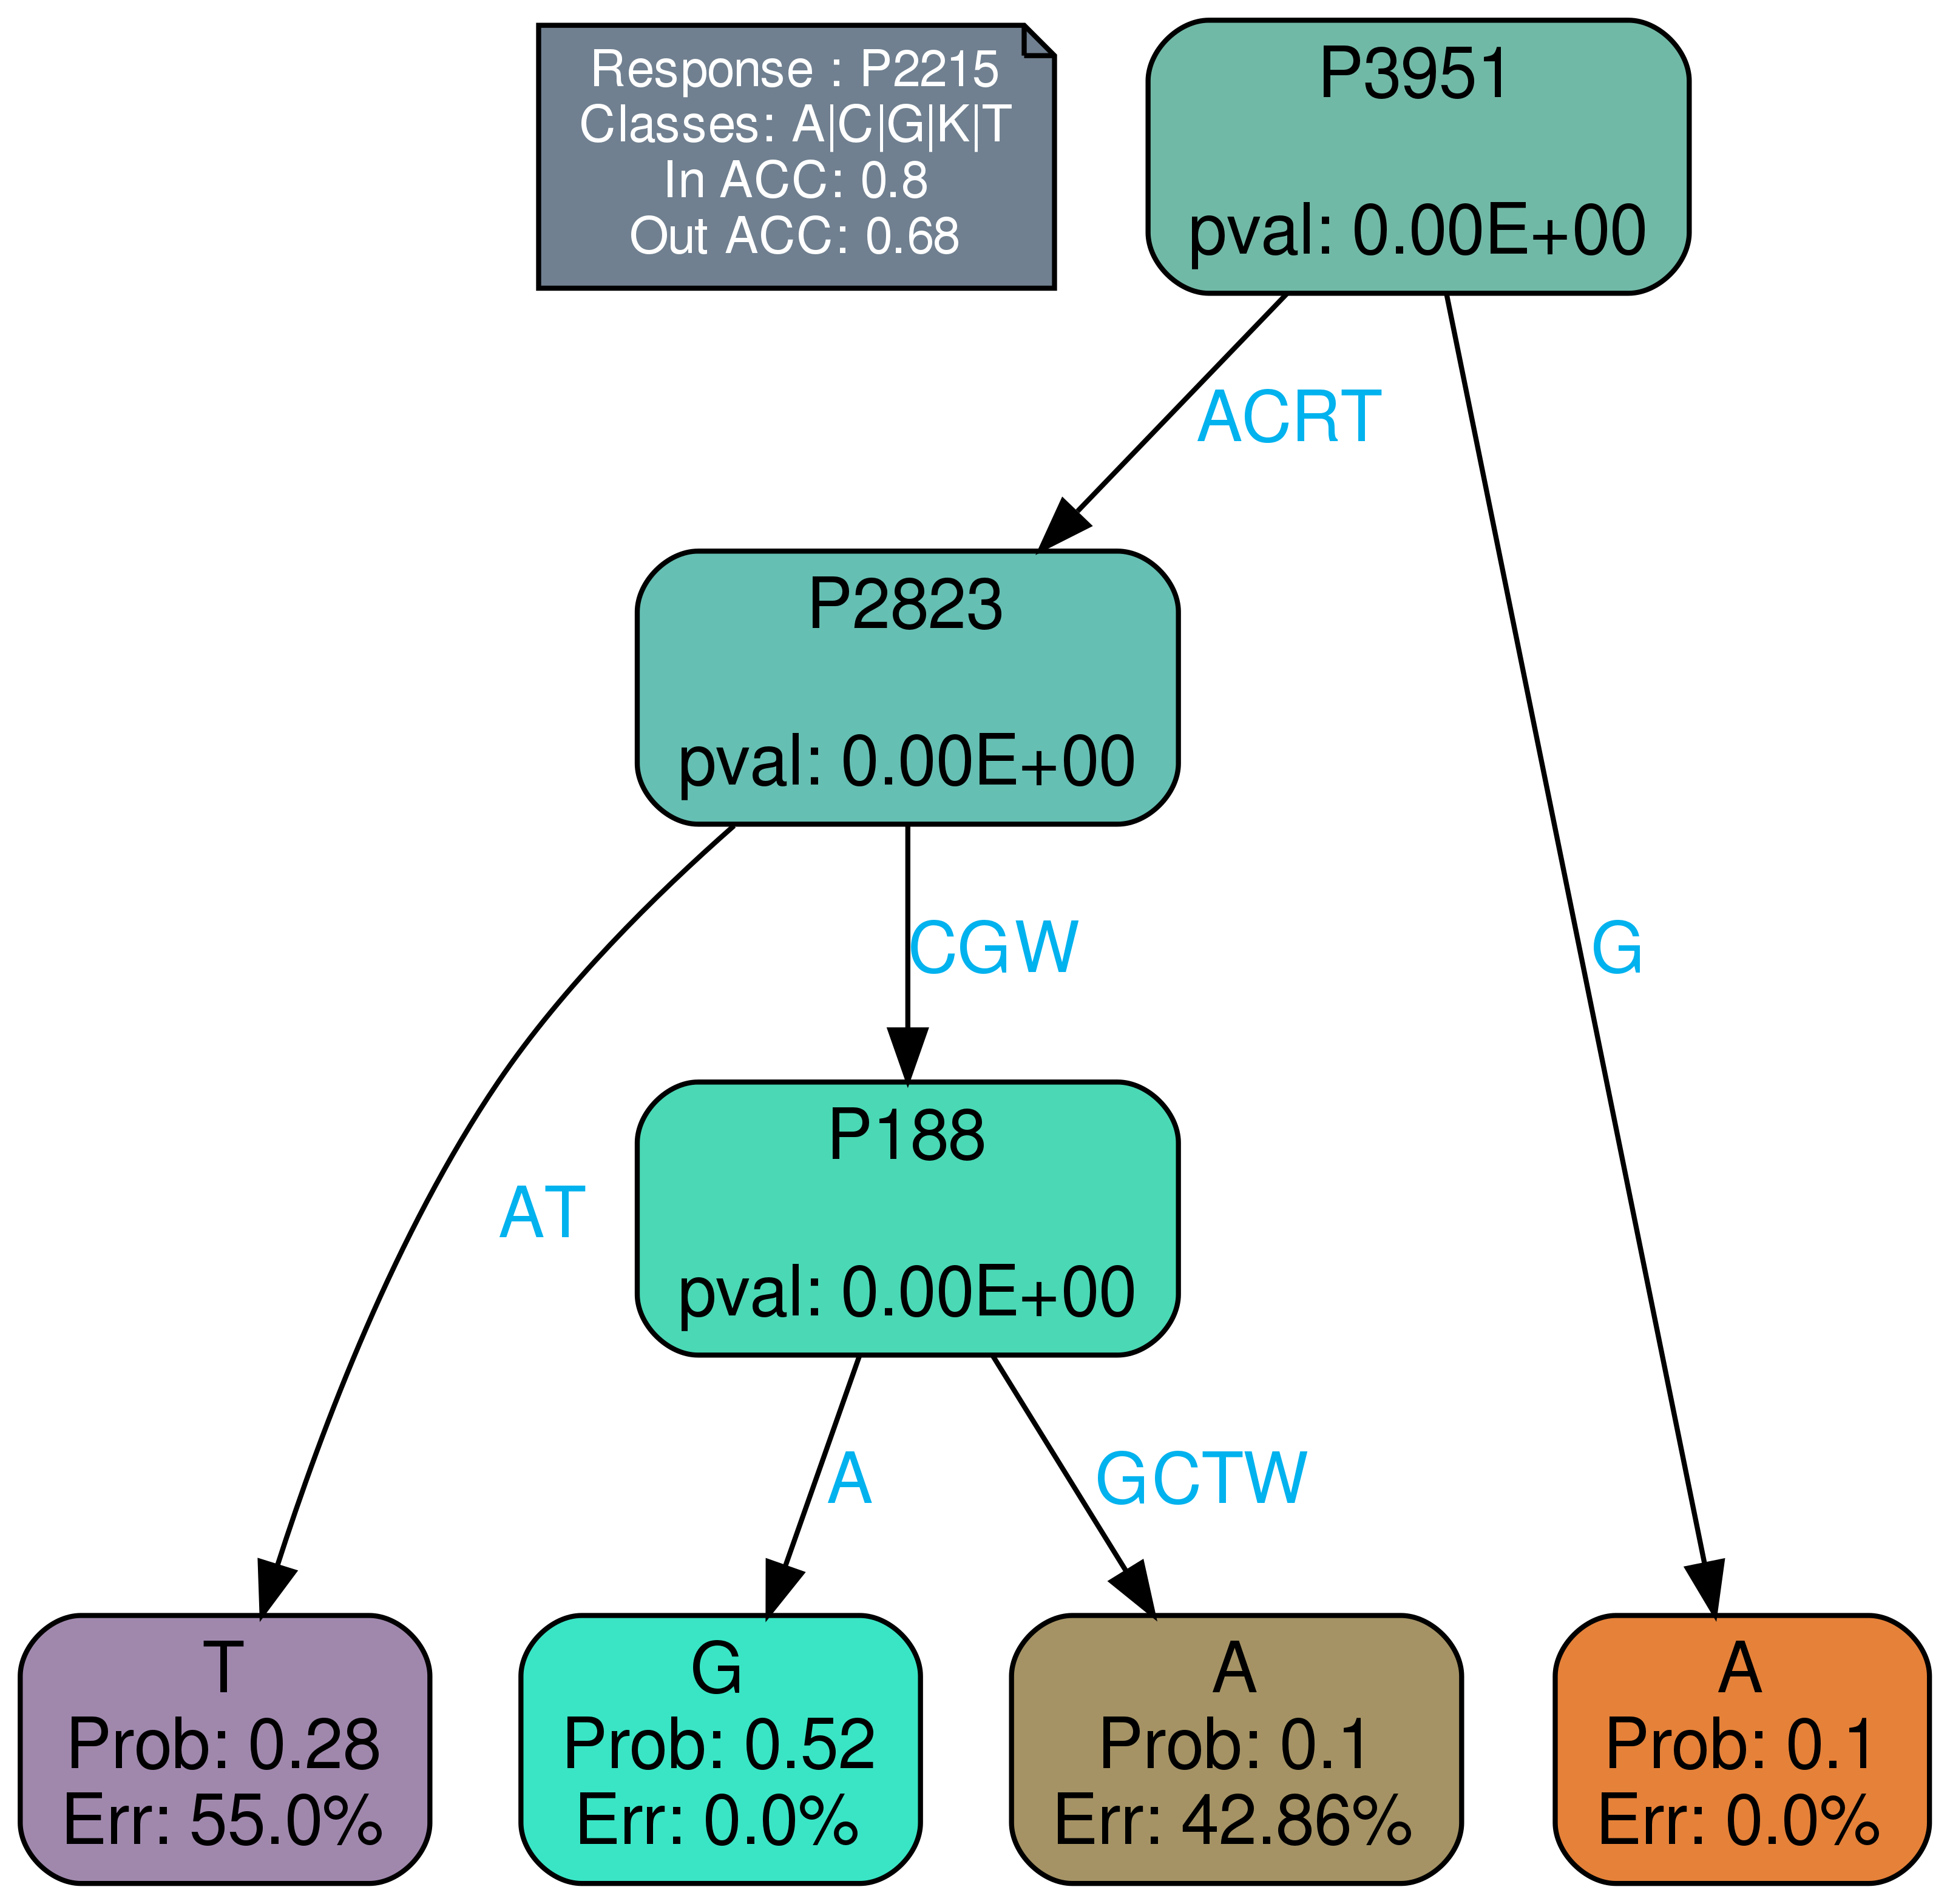 Response : P2215
Classes: A|C|G|K|T
In ACC: 0.8
Out ACC: 0.68
P3951
pval: 0.00E+00
ACRT
P2823
pval: 0.00E+00
CGW
G
P188
pval: 0.00E+00
AT
A
GCTW
T
Prob: 0.28
Err: 55.0%
G
Prob: 0.52
Err: 0.0%
A
Prob: 0.1
Err: 42.86%
A
Prob: 0.1
Err: 0.0%